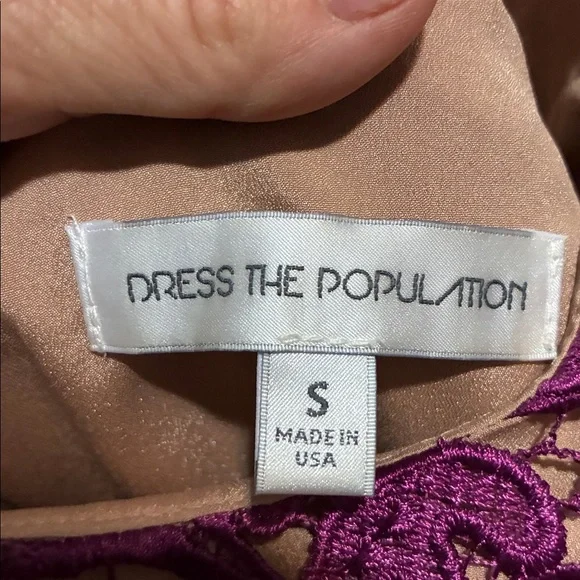 DRESS THE POPULATION
S
MADE IN
USA